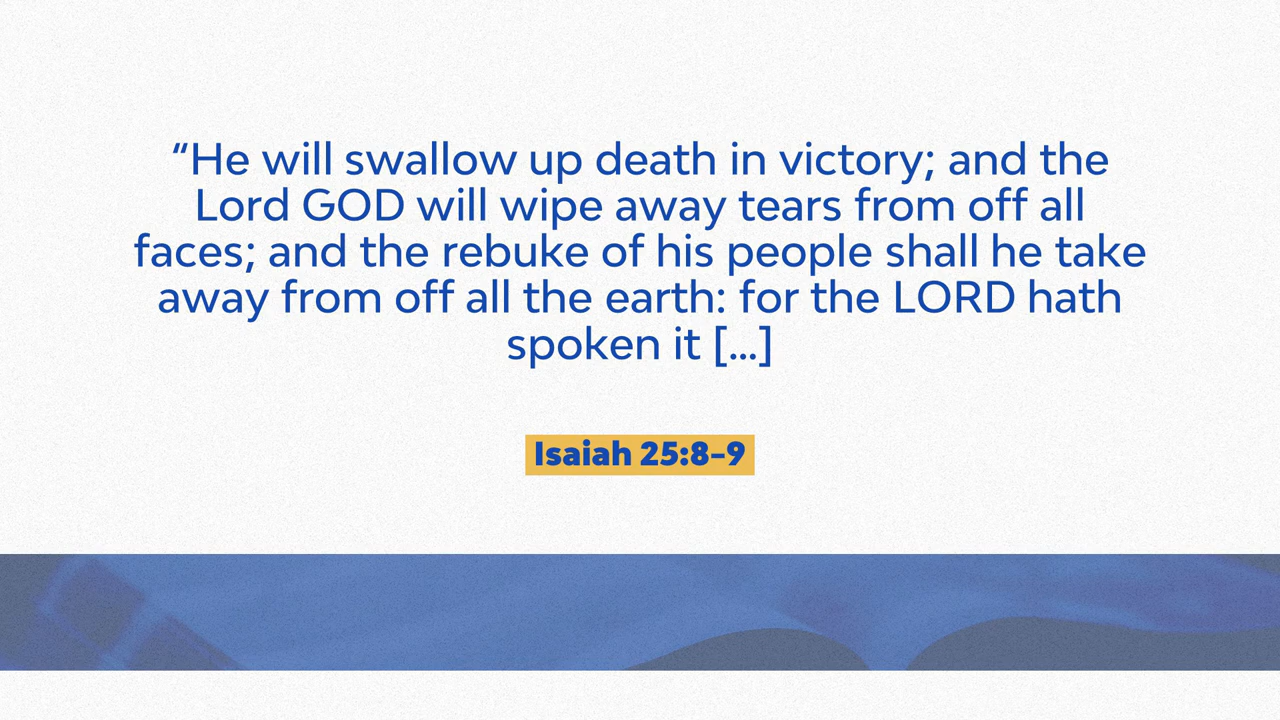 “He will swallow up death in victory; and the
Lord GOD will wipe away tears from off all
faces; and the rebuke of his people shall he take
away from off all the earth: for the LORD hath
spoken it [...]
Isaiah 25:8–9